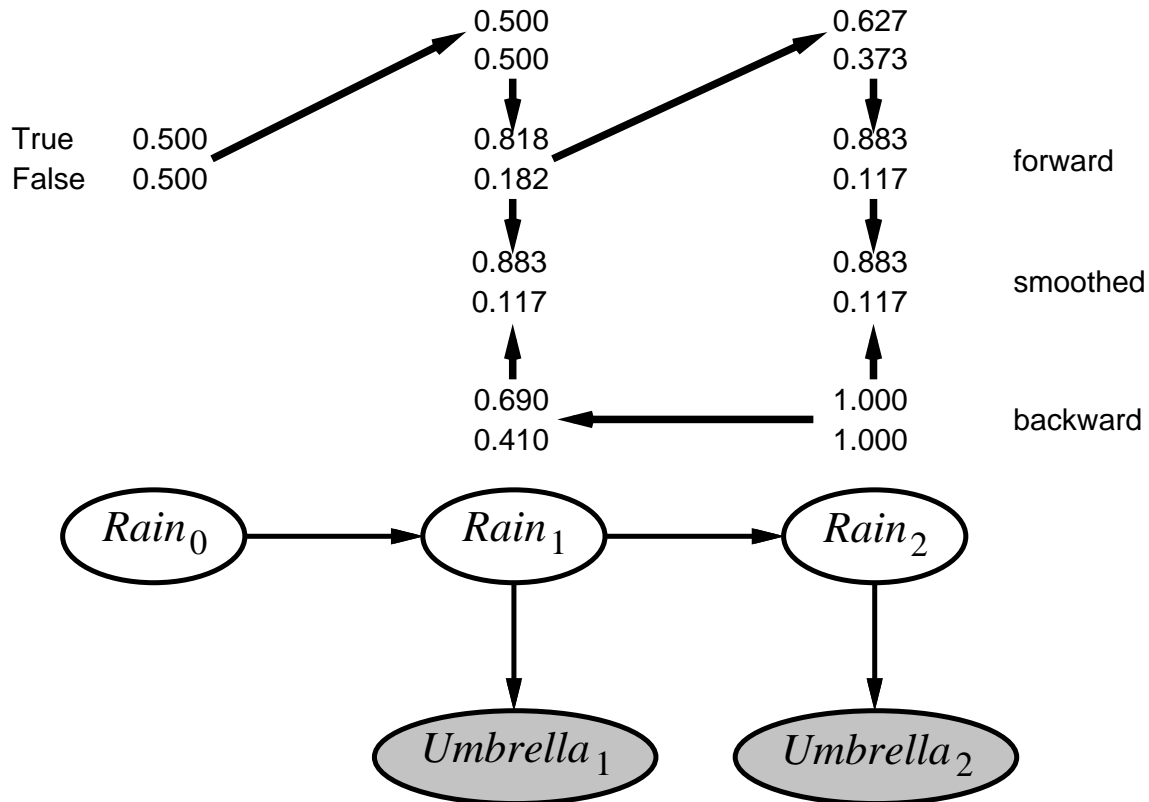 0.500 0.627
0.500 0.373
True 0.500 0.818 0.883
False 0.500 0.182 0.117 forward
0.883 0.883
0.117 0.117 smoothed
0.690 1.000
0.410 1.000 backward
Rain0 Rain1 Rain2
Umbrella1 Umbrella2